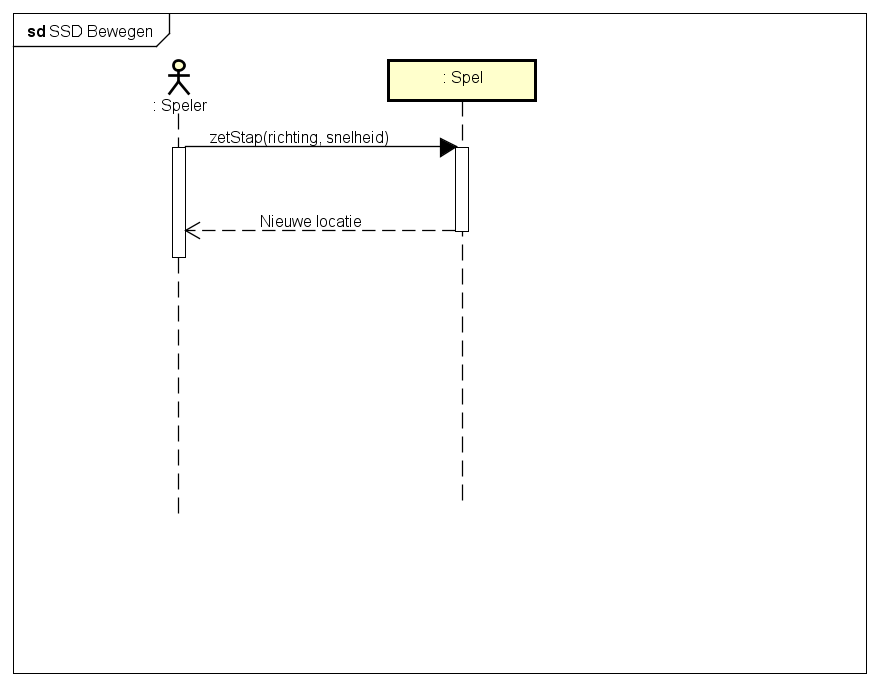 sd SSD Bewegen
: Speler
: Spel
zetStap(richting, snelheid)
Nieuwe locatie